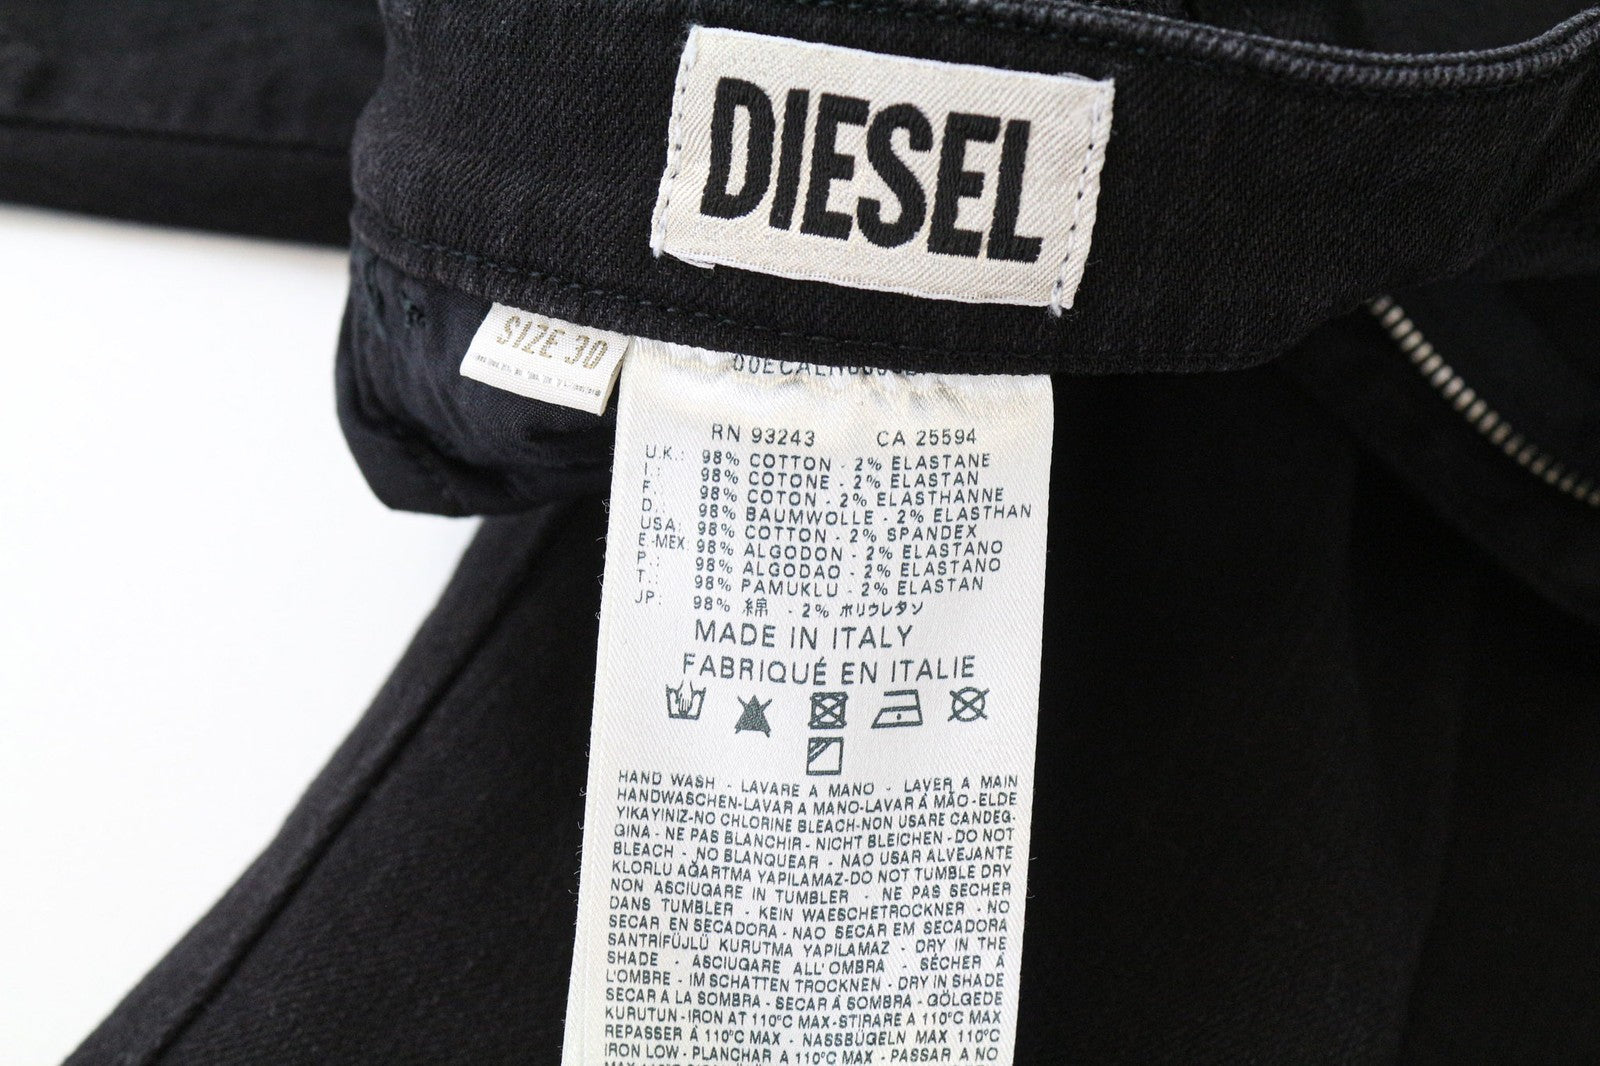 DIESEL
SIZE 30
RN 93243 CA 25594
U.K.: 98% COTTON - 2% ELASTANE
I.: 98% COTONE - 2% ELASTAN
F.: 98% COTON - 2% ELASTHANNE
D.: 98% BAUMWOLLE - 2% ELASTHAN
USA: 98% COTTON - 2% SPANDEX
E-MEX: 98% ALGODON - 2% ELASTANO
P.: 98% ALGODAO - 2% ELASTANO
T.: 98% PAMUKLU - 2% ELASTAN
JP: 98% 綿 - 2% ポリウレタン
MADE IN ITALY
FABRIQUÉ EN ITALIE
HAND WASH - LAVARE A MANO - LAVER A MAIN
HANDWASCHEN-LAVAR A MANO-LAVAR À MÃO-ELDE
YIKAYINIZ-NO CHLORINE BLEACH-NON USARE CANDEG-
GINA - NE PAS BLANCHIR - NICHT BLEICHEN - DO NOT
BLEACH - NO BLANQUEAR - NAO USAR ALVEJANTE
KLORLU AĞARTMA YAPILAMAZ-DO NOT TUMBLE DRY
NON ASCIUGARE IN TUMBLER - NE PAS SECHER
DANS TUMBLER - KEIN WAESCHETROCKNER - NO
SECAR EN SECADORA - NAO SECAR EM SECADORA
SANTRİFÜJLÜ KURUTMA YAPILAMAZ - DRY IN THE
SHADE - ASCIUGARE ALL'OMBRA - SÉCHER À
L'OMBRE - IM SCHATTEN TROCKNEN - DRY IN SHADE
SECAR A LA SOMBRA - SECAR À SOMBRA - GÖLGEDE
KURUTUN-IRON AT 110°C MAX-STIRARE A 110°C MAX
REPASSER À 110°C MAX - NASSBÜGELN MAX 110°C
IRON LOW - PLANCHAR A 110°C MAX - PASSAR A NO